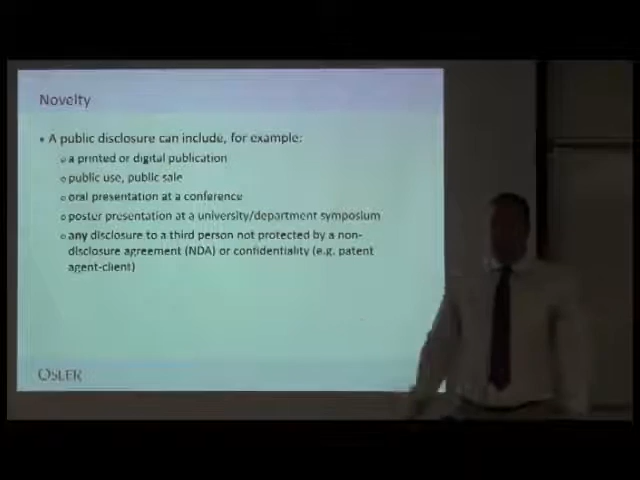 Novelty
• A public disclosure can include, for example:
o a printed or digital publication
o public use, public sale
o oral presentation at a conference
o poster presentation at a university/department symposium
o any disclosure to a third person not protected by a non-
disclosure agreement (NDA) or confidentiality (e.g. patent
agent-client)
OSLER